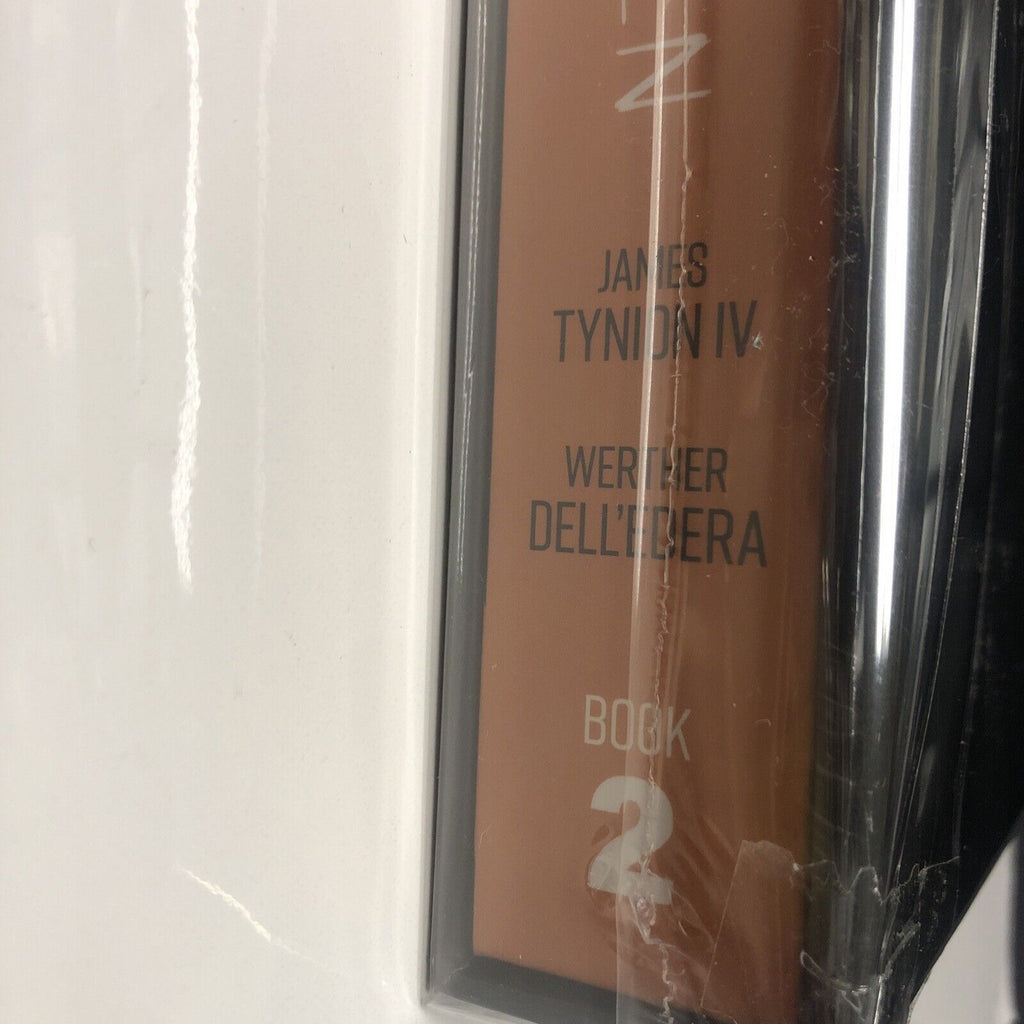 N
JAMES
TYNION IV
WERTHER
DELL'EDERA
BOOK
2